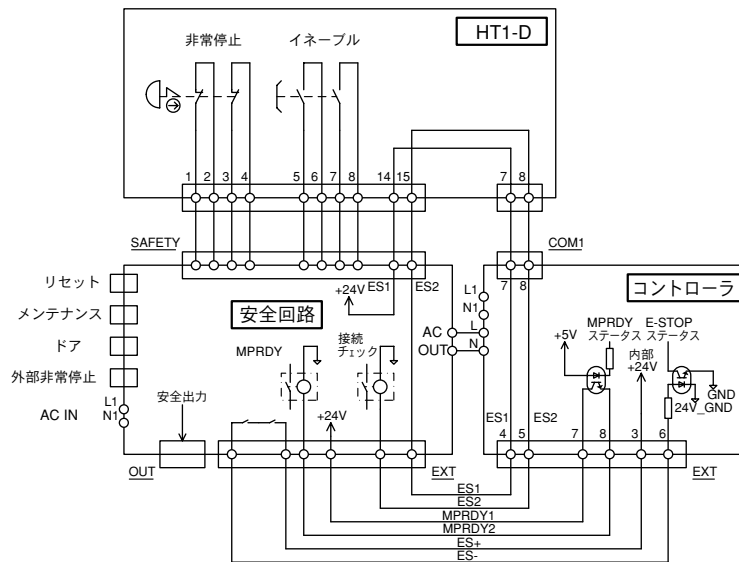 HT1-D
非常停止 イネーブル
1 2 3 4 5 6 7 8 14 15 7 8
SAFETY
COM1
+24V ES1 ES2
7 8
L1
N1
L
N
AC
OUT
リセット
メンテナンス
ドア
外部非常停止
AC IN
L1
N1
安全回路
コントローラ
MPRDY
接続
チェック
+24V
安全出力
OUT
EXT
+5V
MPRDY
ステータス
E-STOP
ステータス
内部
+24V
GND
24V_GND
ES1 ES2
4 5 7 8 3 6
EXT
ES1
ES2
MPRDY1
MPRDY2
ES+
ES-